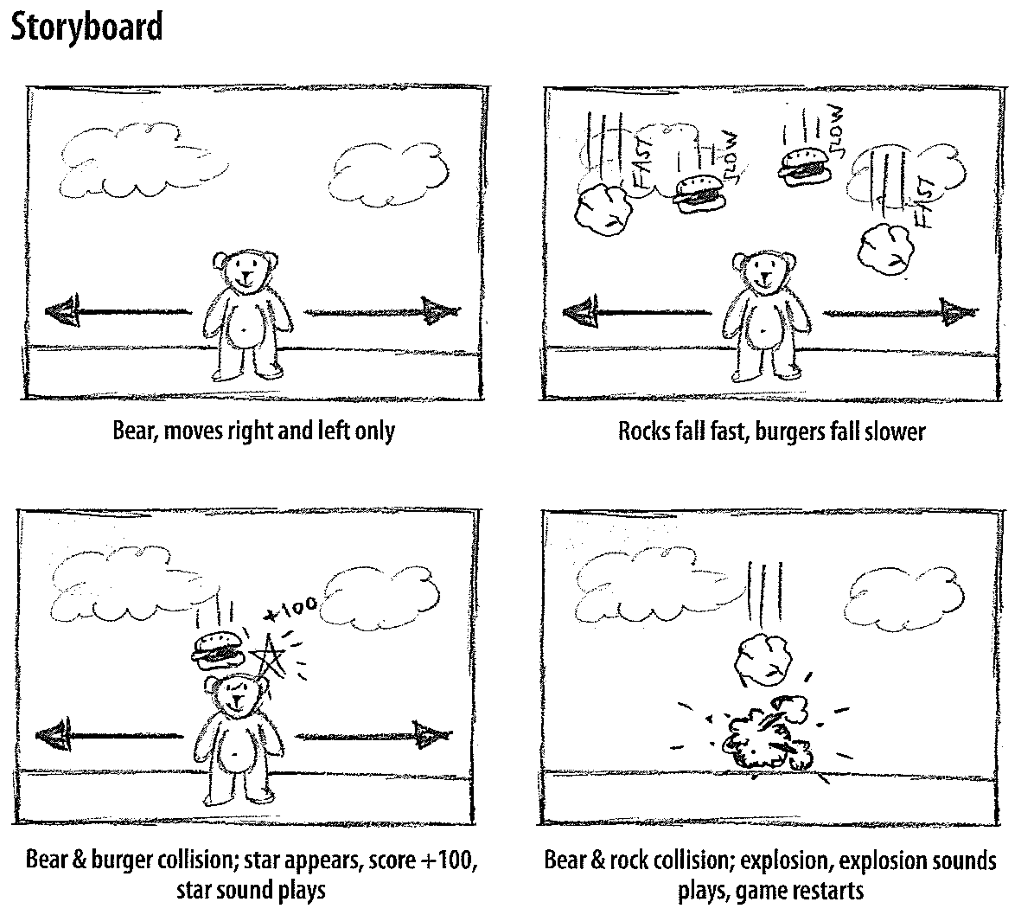 Storyboard
Bear, moves right and left only
FAST
SLOW
SLOW
FAST
Rocks fall fast, burgers fall slower
+100
Bear & burger collision; star appears, score +100,
star sound plays
Bear & rock collision; explosion, explosion sounds
plays, game restarts